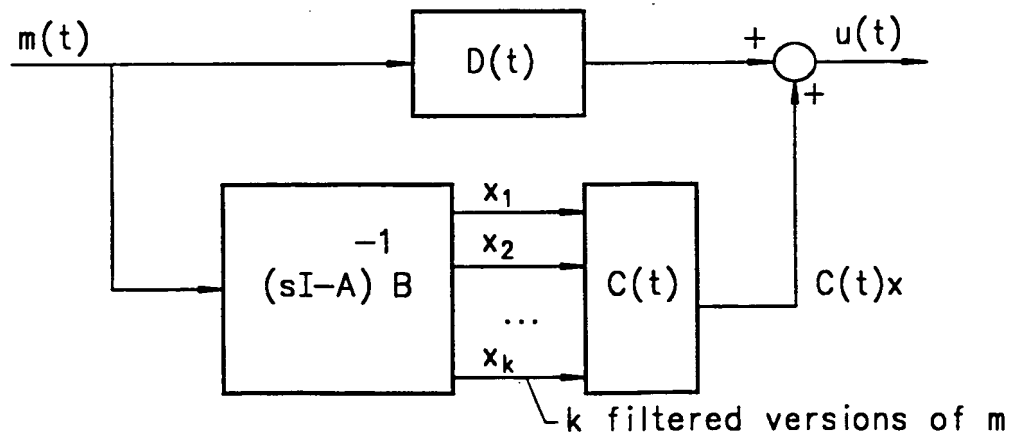 m(t)
D(t)
+
u(t)
+
x1
x2
...
xk
(sI-A)-1 B
C(t)
C(t)x
k filtered versions of m